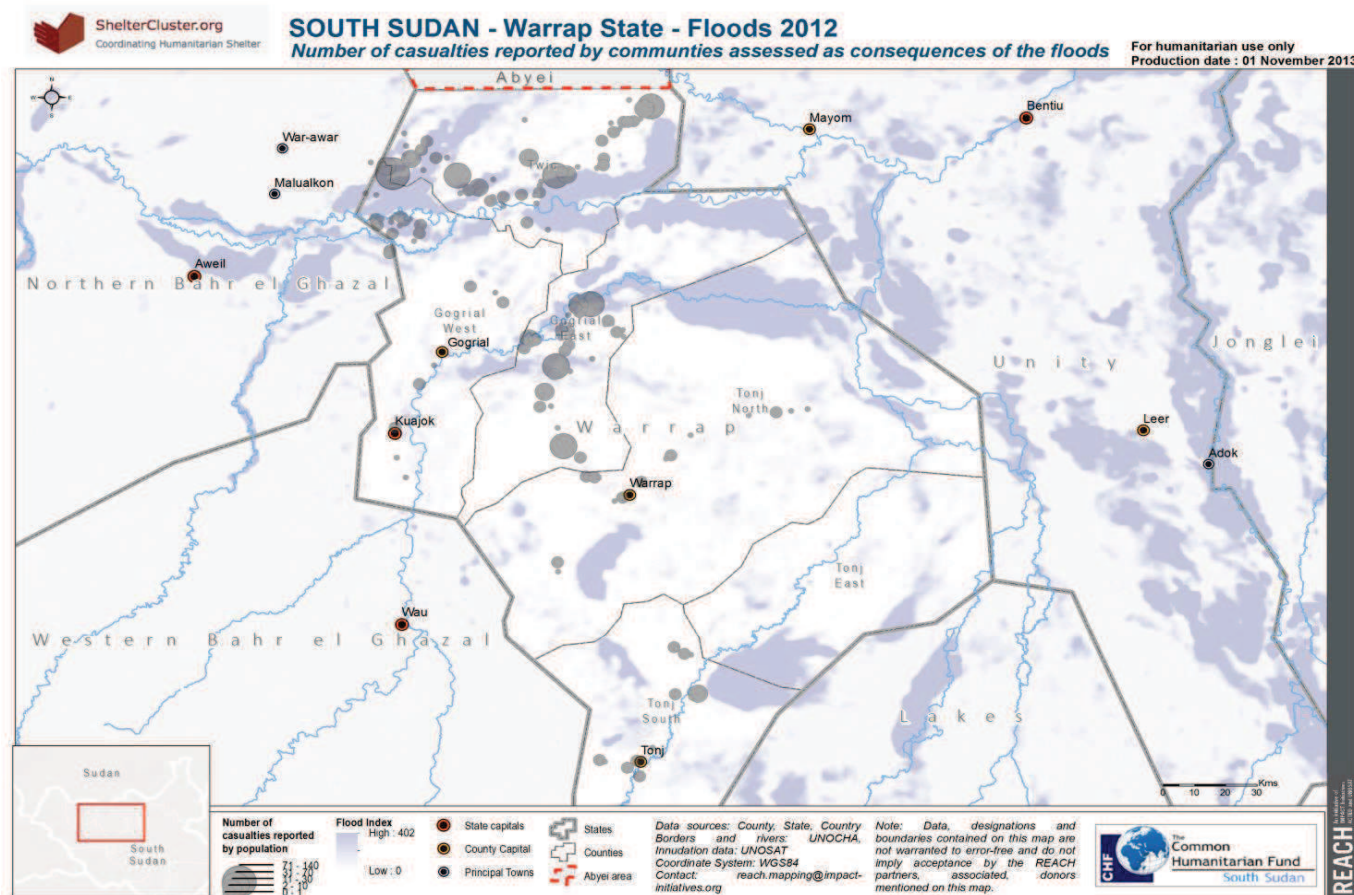 ShelterCluster.org
Coordinating Humanitarian Shelter
SOUTH SUDAN - Warrap State - Floods 2012
Number of casualties reported by communties assessed as consequences of the floods
For humanitarian use only
Production date : 01 November 2013
Abyei
N
W E
S
War-awar
Malualkon
Mayom
Bentiu
Twic
Aweil
Northern Bahr el Ghazal
Gogrial
West
Gogrial
Gogrial
East
Unity
Jonglei
Tonj
North
Kuajok
Warrap
Leer
Adok
Warrap
Tonj
East
Wau
Western Bahr el Ghazal
Tonj
South
Lakes
Tonj
Kms
0 10 20 30
Sudan
South
Sudan
Number of
casualties reported
by population
71 - 140
31 - 70
2 - 10
0 - 1
Flood Index
High : 402
Low : 0
State capitals
County Capital
Principal Towns
States
Counties
Abyei area
Data sources: County, State, Country
Borders and rivers: UNOCHA,
Innudation data: UNOSAT
Coordinate System: WGS84
Contact: reach.mapping@impact-
initiatives.org
Note: Data, designations and
boundaries contained on this map are
not warranted to error-free and do not
imply acceptance by the REACH
partners, associated, donors
mentioned on this map.
CHF
The
Common
Humanitarian Fund
South Sudan
REACH